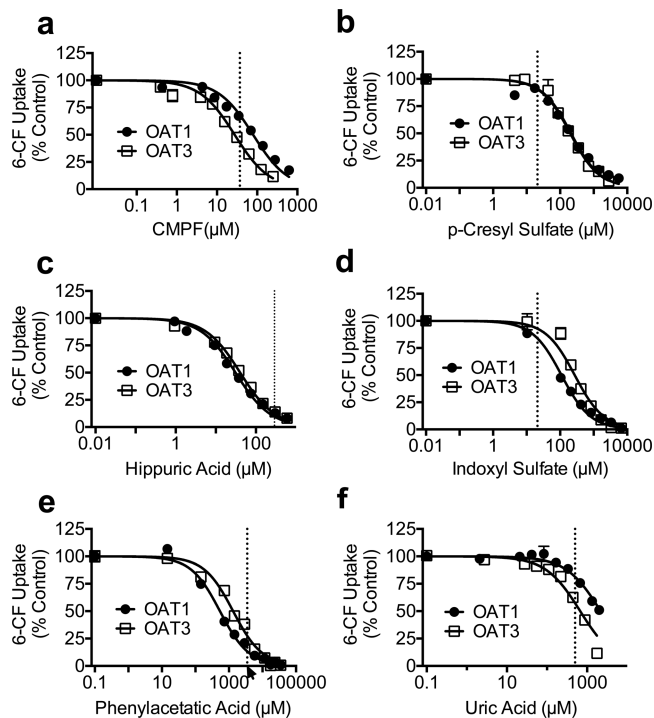 a
6-CF Uptake
(% Control)
125
100
75
50
25
0
OAT1
OAT3
0.01
1
100
1000
CMPF(µM)
b
6-CF Uptake
(% Control)
125
100
75
50
25
0
OAT1
OAT3
0.01
1
100
10000
p-Cresyl Sulfate (µM)
c
6-CF Uptake
(% Control)
125
100
75
50
25
0
OAT1
OAT3
0.01
1
100
Hippuric Acid (µM)
d
6-CF Uptake
(% Control)
125
100
75
50
25
0
OAT1
OAT3
0.01
1
100
10000
Indoxyl Sulfate (µM)
e
6-CF Uptake
(% Control)
125
100
75
50
25
0
OAT1
OAT3
0.1
10
1000
100000
Phenylacetatic Acid (µM)
f
6-CF Uptake
(% Control)
125
100
75
50
25
0
OAT1
OAT3
0.1
10
1000
Uric Acid (µM)